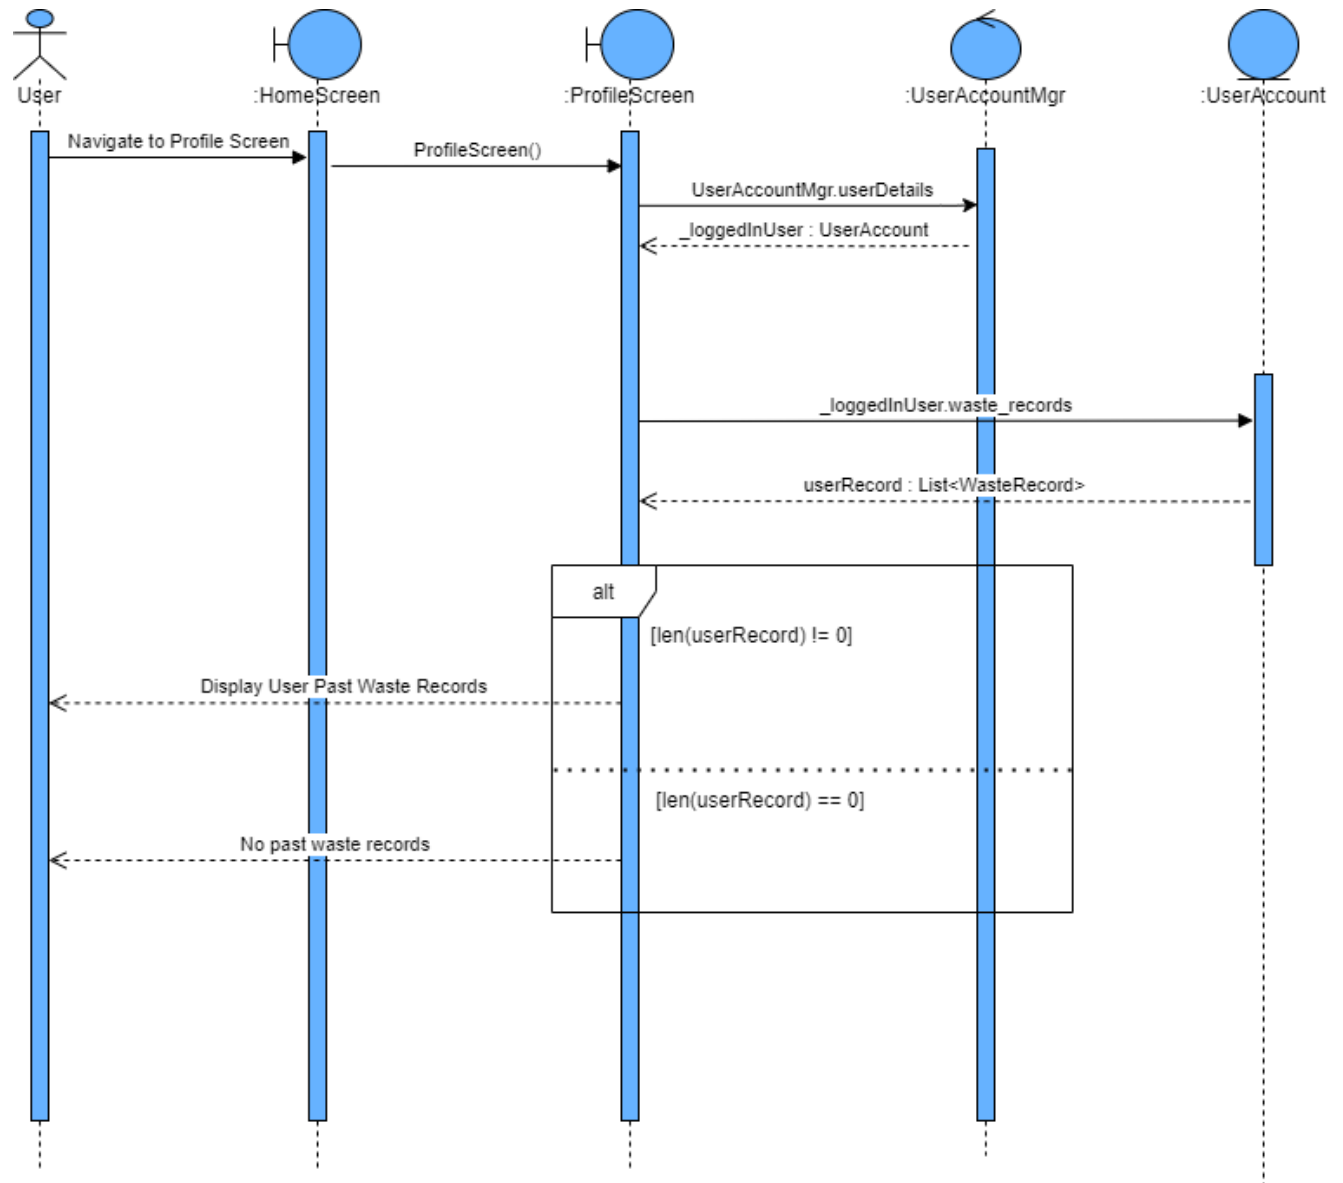 User
:HomeScreen
:ProfileScreen
:UserAccountMgr
:UserAccount
Navigate to Profile Screen
ProfileScreen()
UserAccountMgr.userDetails
_loggedInUser : UserAccount
_loggedInUser.waste_records
userRecord : List<WasteRecord>
alt
[len(userRecord) != 0]
Display User Past Waste Records
[len(userRecord) == 0]
No past waste records